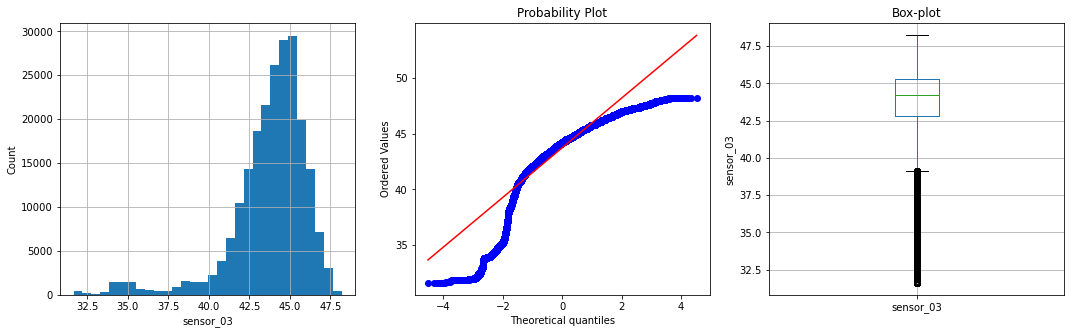 30000
25000
20000
15000
10000
5000
0
Count
32.5 35.0 37.5 40.0 42.5 45.0 47.5
sensor_03
Probability Plot
50
45
40
35
Ordered Values
−4 −2 0 2 4
Theoretical quantiles
Box-plot
47.5
45.0
42.5
40.0
37.5
35.0
32.5
sensor_03
sensor_03